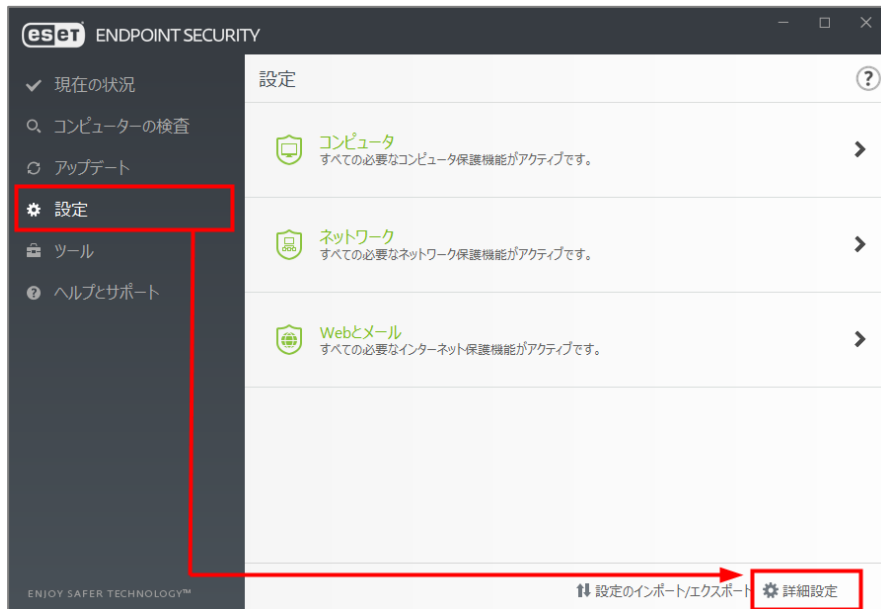 eset ENDPOINT SECURITY
現在の状況
コンピューターの検査
アップデート
設定
ツール
ヘルプとサポート
ENJOY SAFER TECHNOLOGY™
設定
?
コンピュータ
すべての必要なコンピュータ保護機能がアクティブです。
ネットワーク
すべての必要なネットワーク保護機能がアクティブです。
Webとメール
すべての必要なインターネット保護機能がアクティブです。
設定のインポート/エクスポート
詳細設定